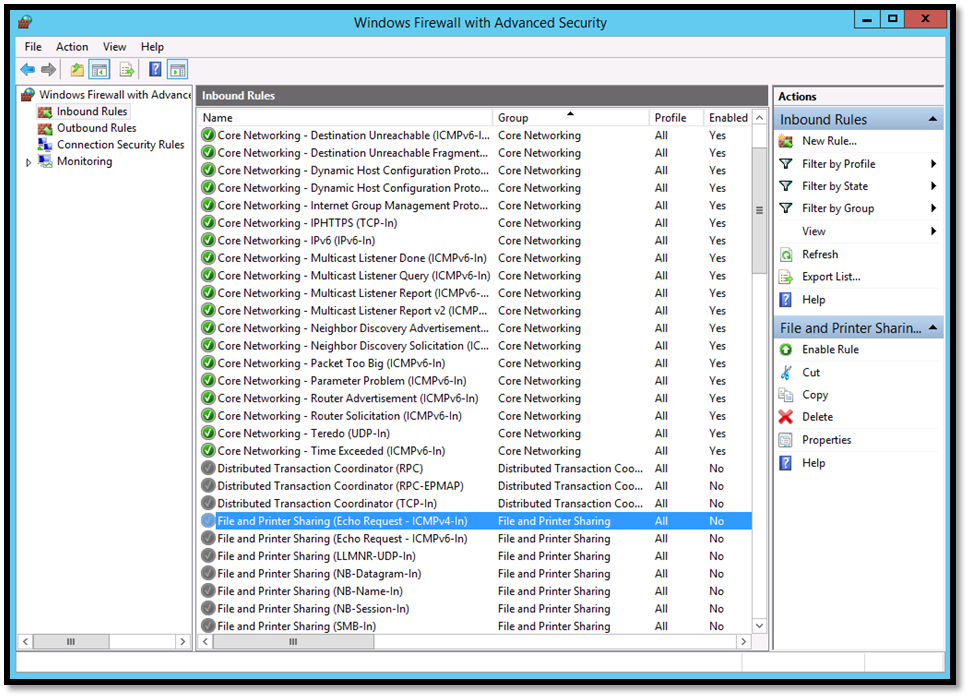 Windows Firewall with Advanced Security
File Action View Help
Windows Firewall with Advance
Inbound Rules
Outbound Rules
Connection Security Rules
Monitoring
Inbound Rules
Name Group Profile Enabled
Core Networking - Destination Unreachable (ICMPv6-I... Core Networking All Yes
Core Networking - Destination Unreachable Fragment... Core Networking All Yes
Core Networking - Dynamic Host Configuration Proto... Core Networking All Yes
Core Networking - Dynamic Host Configuration Proto... Core Networking All Yes
Core Networking - Internet Group Management Proto... Core Networking All Yes
Core Networking - IPHTTPS (TCP-In) Core Networking All Yes
Core Networking - IPv6 (IPv6-In) Core Networking All Yes
Core Networking - Multicast Listener Done (ICMPv6-In) Core Networking All Yes
Core Networking - Multicast Listener Query (ICMPv6-In) Core Networking All Yes
Core Networking - Multicast Listener Report (ICMPv6-... Core Networking All Yes
Core Networking - Multicast Listener Report v2 (ICMP... Core Networking All Yes
Core Networking - Neighbor Discovery Advertisement... Core Networking All Yes
Core Networking - Neighbor Discovery Solicitation (IC... Core Networking All Yes
Core Networking - Packet Too Big (ICMPv6-In) Core Networking All Yes
Core Networking - Parameter Problem (ICMPv6-In) Core Networking All Yes
Core Networking - Router Advertisement (ICMPv6-In) Core Networking All Yes
Core Networking - Router Solicitation (ICMPv6-In) Core Networking All Yes
Core Networking - Teredo (UDP-In) Core Networking All Yes
Core Networking - Time Exceeded (ICMPv6-In) Core Networking All Yes
Distributed Transaction Coordinator (RPC) Distributed Transaction Coo... All No
Distributed Transaction Coordinator (RPC-EPMAP) Distributed Transaction Coo... All No
Distributed Transaction Coordinator (TCP-In) Distributed Transaction Coo... All No
File and Printer Sharing (Echo Request - ICMPv4-In) File and Printer Sharing All No
File and Printer Sharing (Echo Request - ICMPv6-In) File and Printer Sharing All No
File and Printer Sharing (LLMNR-UDP-In) File and Printer Sharing All No
File and Printer Sharing (NB-Datagram-In) File and Printer Sharing All No
File and Printer Sharing (NB-Name-In) File and Printer Sharing All No
File and Printer Sharing (NB-Session-In) File and Printer Sharing All No
File and Printer Sharing (SMB-In) File and Printer Sharing All No
Actions
Inbound Rules
New Rule...
Filter by Profile
Filter by State
Filter by Group
View
Refresh
Export List...
Help
File and Printer Sharin...
Enable Rule
Cut
Copy
Delete
Properties
Help